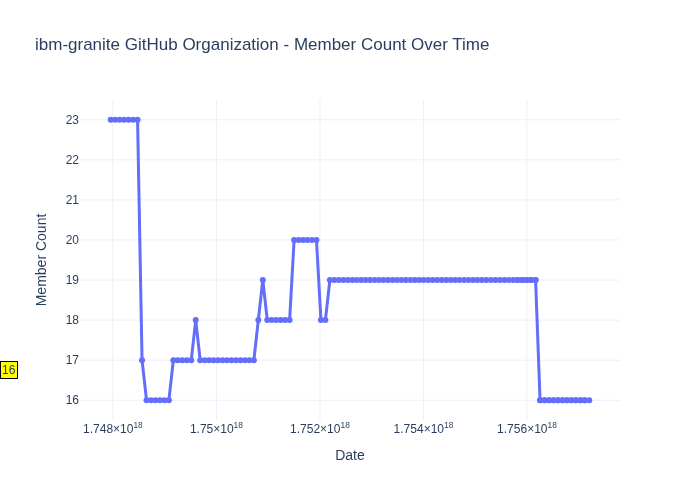 ibm-granite GitHub Organization - Member Count Over Time
23
22
21
20
19
18
17
16
Member Count
16
1.748×10¹⁸ 1.75×10¹⁸ 1.752×10¹⁸ 1.754×10¹⁸ 1.756×10¹⁸
Date